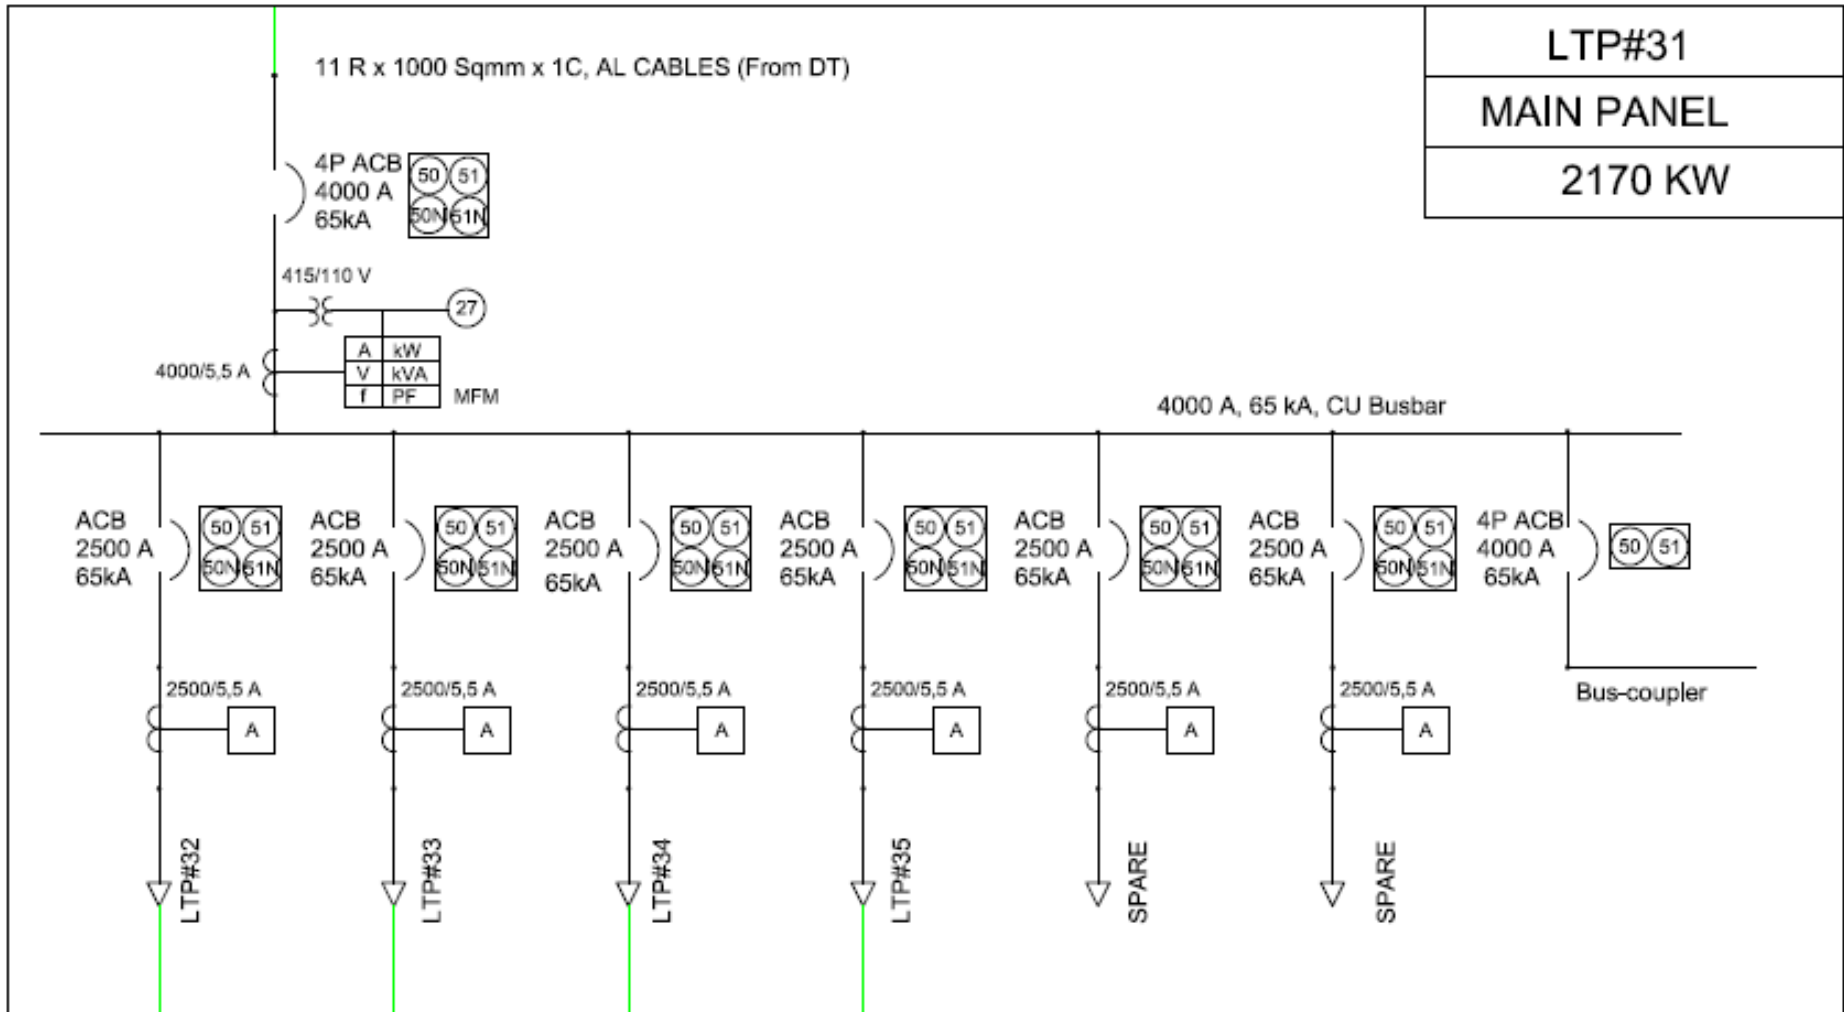 LTP#31
MAIN PANEL
2170 KW
11 R x 1000 Sqmm x 1C, AL CABLES (From DT)
4P ACB
4000 A
65kA
50 51
50N 51N
415/110 V
27
4000/5,5 A
A kW
V kVA
f PF
MFM
4000 A, 65 kA, CU Busbar
ACB
2500 A
65kA
50 51
50N 51N
2500/5,5 A
A
LTP#32
ACB
2500 A
65kA
50 51
50N 51N
2500/5,5 A
A
LTP#33
ACB
2500 A
65kA
50 51
50N 51N
2500/5,5 A
A
LTP#34
ACB
2500 A
65kA
50 51
50N 51N
2500/5,5 A
A
LTP#35
ACB
2500 A
65kA
50 51
50N 51N
2500/5,5 A
A
SPARE
ACB
2500 A
65kA
50 51
50N 51N
2500/5,5 A
A
SPARE
4P ACB
4000 A
65kA
50 51
Bus-coupler